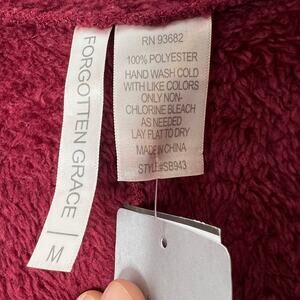 FORGOTTEN GRACE
M
RN 93682
100% POLYESTER
HAND WASH COLD
WITH LIKE COLORS
ONLY NON-
CHLORINE BLEACH
AS NEEDED
LAY FLAT TO DRY
MADE IN CHINA
STYLE#SB943